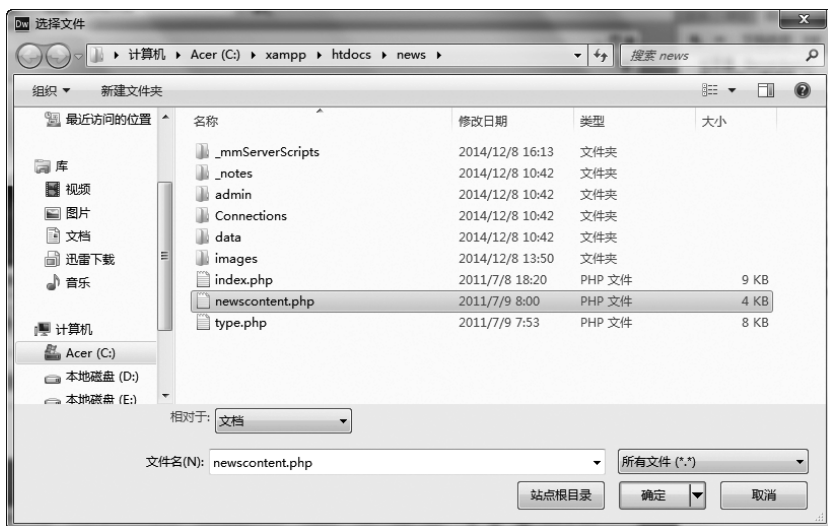 Dw 选择文件
计算机 Acer (C:) xampp htdocs news 搜索 news
组织 新建文件夹
最近访问的位置
库
视频
图片
文档
迅雷下载
音乐
计算机
Acer (C:)
本地磁盘 (D:)
本地磁盘 (E:)
名称 修改日期 类型 大小
_mmServerScripts 2014/12/8 16:13 文件夹
_notes 2014/12/8 10:42 文件夹
admin 2014/12/8 10:42 文件夹
Connections 2014/12/8 10:42 文件夹
data 2014/12/8 10:42 文件夹
images 2014/12/8 13:50 文件夹
index.php 2011/7/8 18:20 PHP 文件 9 KB
newscontent.php 2011/7/9 8:00 PHP 文件 4 KB
type.php 2011/7/9 7:53 PHP 文件 8 KB
相对于: 文档
文件名(N): newscontent.php 所有文件 (*.*)
站点根目录 确定 取消